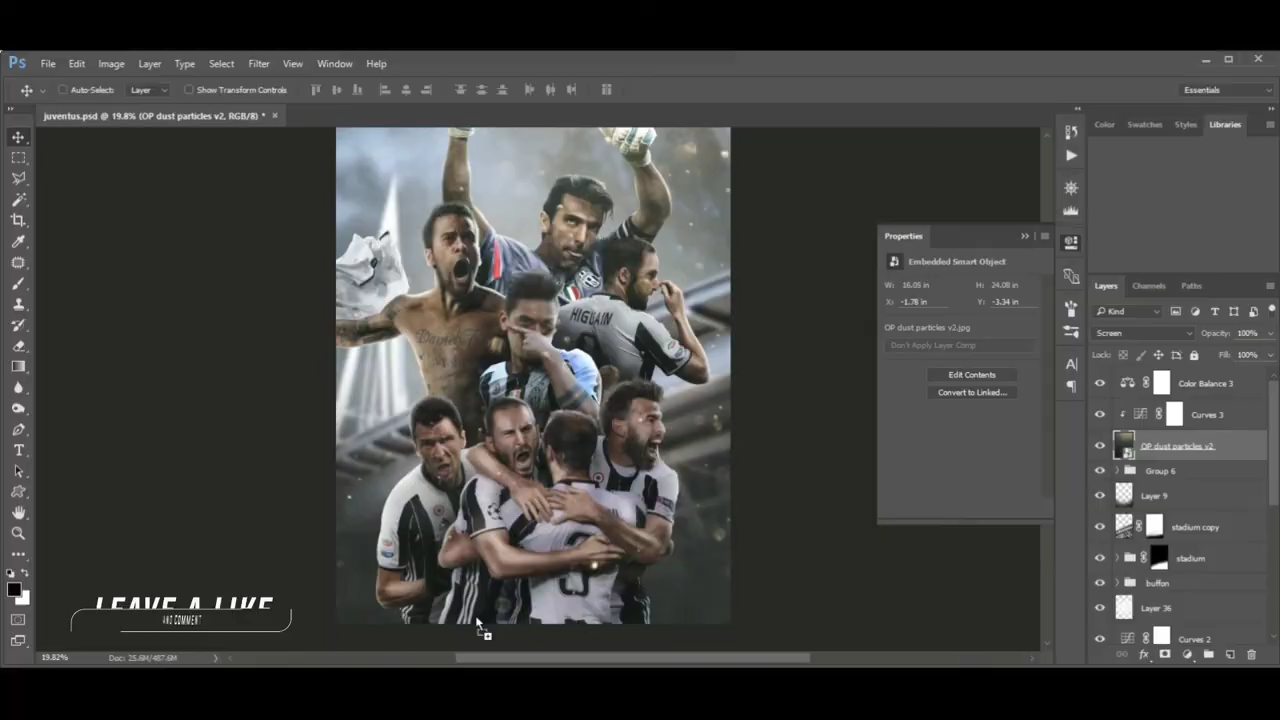 Ps File Edit Image Layer Type Select Filter View Window Help
Auto-Select: Layer Show Transform Controls Essentials
juventus.psd @ 19.8% (OP dust particles v2, RGB/8) * ×
Color Swatches Styles Libraries
Properties
Embedded Smart Object
W: 16.05 in H: 24.08 in
X: -1.78 in Y: -3.34 in
OP dust particles v2.jpg
Don't Apply Layer Comp
Edit Contents
Convert to Linked...
Layers Channels Paths
Kind
Screen Opacity: 100%
Lock: Fill: 100%
Color Balance 3
Curves 3
OP dust particles v2
Group 6
Layer 9
stadium copy
stadium
buffon
Layer 36
Curves 2
HIGUAIN
3
LEAVE A LIKE
AND COMMENT
19.82% Doc: 25.6M/487.6M